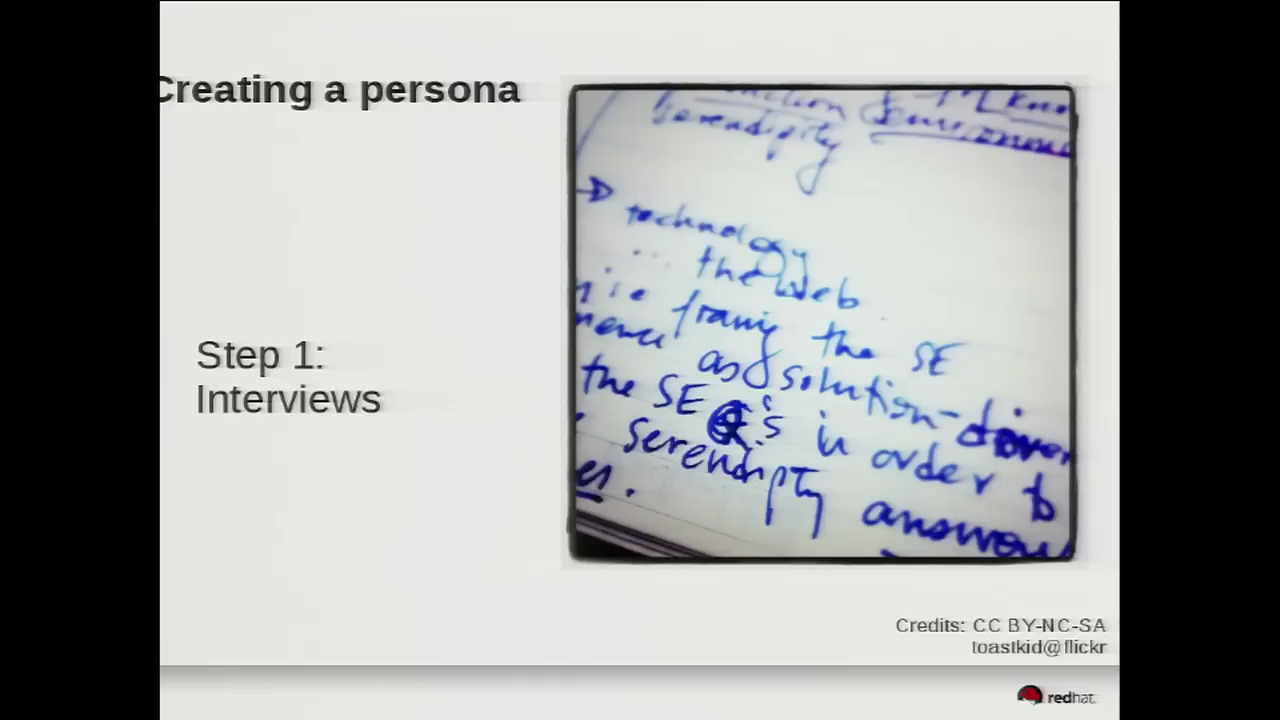 Creating a persona
Serendipity
technology
... the Web
framing the SE
as solution-driven
the SE Q's in order to
serendipity answer
Step 1:
Interviews
Credits: CC BY-NC-SA
toastkid@flickr
redhat